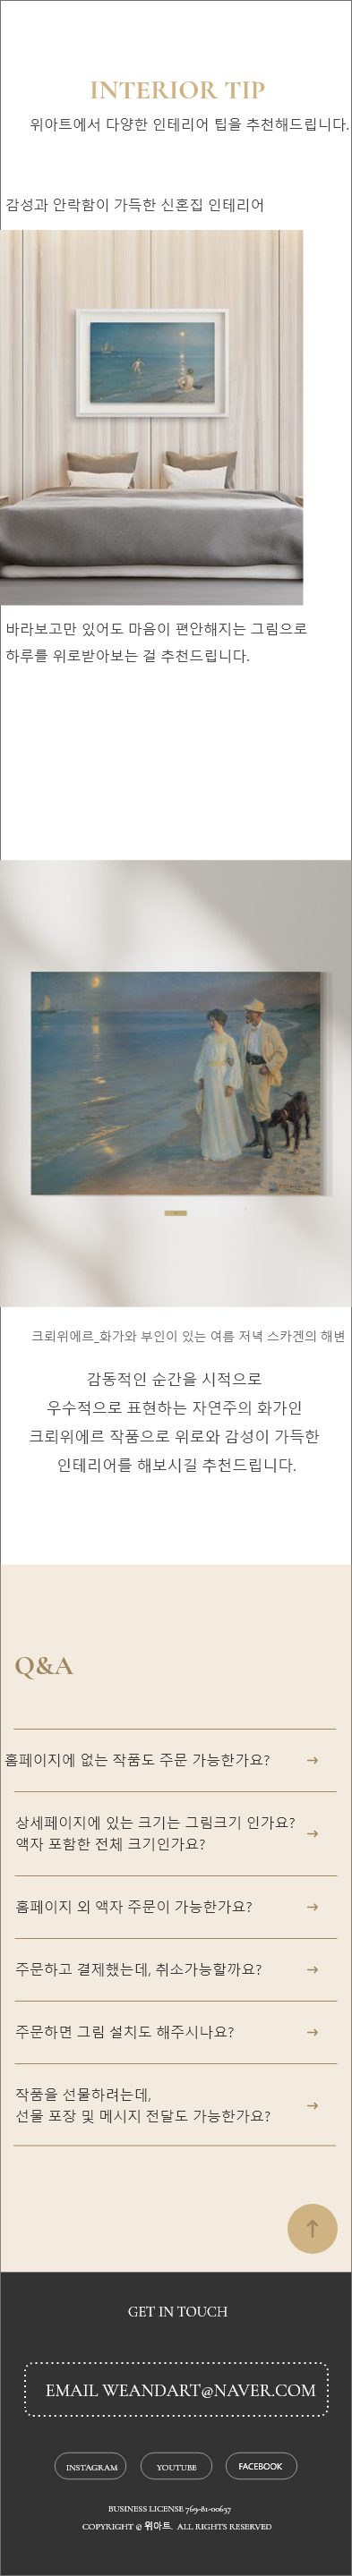 INTERIOR TIP
위아트에서 다양한 인테리어 팁을 추천해드립니다.
감성과 안락함이 가득한 신혼집 인테리어
바라보고만 있어도 마음이 편안해지는 그림으로
하루를 위로받아보는 걸 추천드립니다.
크뢰위에르_화가와 부인이 있는 여름 저녁 스카겐의 해변
감동적인 순간을 시적으로
우수적으로 표현하는 자연주의 화가인
크뢰위에르 작품으로 위로와 감성이 가득한
인테리어를 해보시길 추천드립니다.
Q&A
홈페이지에 없는 작품도 주문 가능한가요?
상세페이지에 있는 크기는 그림크기 인가요?
액자 포함한 전체 크기인가요?
홈페이지 외 액자 주문이 가능한가요?
주문하고 결제했는데, 취소가능할까요?
주문하면 그림 설치도 해주시나요?
작품을 선물하려는데,
선물 포장 및 메시지 전달도 가능한가요?
GET IN TOUCH
EMAIL WEANDART@NAVER.COM
INSTAGRAM YOUTUBE FACEBOOK
BUSINESS LICENSE 769-81-00637
COPYRIGHT @ 위아트. ALL RIGHTS RESERVED